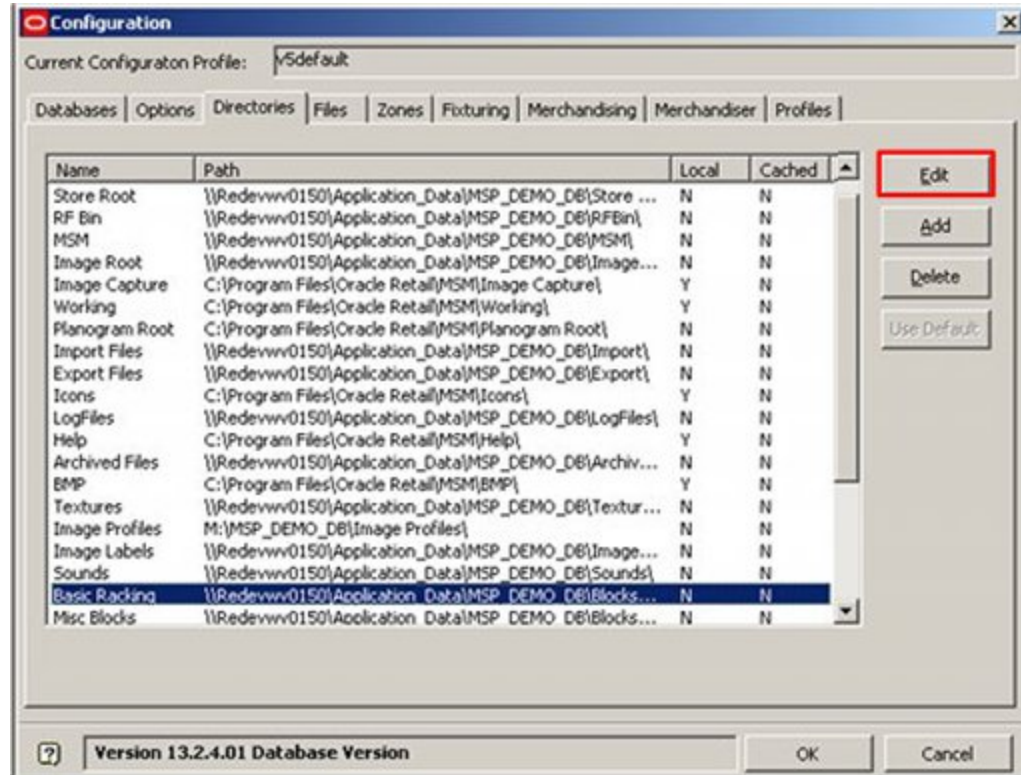 Configuration
Current Configuraton Profile: v5default
Databases Options Directories Files Zones Fixturing Merchandising Merchandiser Profiles
Name Path Local Cached
Store Root \\Redevwv0150\Application_Data\MSP_DEMO_DB\Store ... N N
RF Bin \\Redevwv0150\Application_Data\MSP_DEMO_DB\RFBin\ N N
MSM \\Redevwv0150\Application_Data\MSP_DEMO_DB\MSM\ N N
Image Root \\Redevwv0150\Application_Data\MSP_DEMO_DB\Image... N N
Image Capture C:\Program Files\Oracle Retail\MSM\Image Capture\ Y N
Working C:\Program Files\Oracle Retail\MSM\Working\ Y N
Planogram Root C:\Program Files\Oracle Retail\MSM\Planogram Root\ N N
Import Files \\Redevwv0150\Application_Data\MSP_DEMO_DB\Import\ N N
Export Files \\Redevwv0150\Application_Data\MSP_DEMO_DB\Export\ N N
Icons C:\Program Files\Oracle Retail\MSM\Icons\ Y N
LogFiles \\Redevwv0150\Application_Data\MSP_DEMO_DB\LogFiles\ N N
Help C:\Program Files\Oracle Retail\MSM\Help\ Y N
Archived Files \\Redevwv0150\Application_Data\MSP_DEMO_DB\Archiv... N N
BMP C:\Program Files\Oracle Retail\MSM\BMP\ Y N
Textures \\Redevwv0150\Application_Data\MSP_DEMO_DB\Textur... N N
Image Profiles M:\MSP_DEMO_DB\Image Profiles\ N N
Image Labels \\Redevwv0150\Application_Data\MSP_DEMO_DB\Image... N N
Sounds \\Redevwv0150\Application_Data\MSP_DEMO_DB\Sounds\ N N
Basic Racking \\Redevwv0150\Application_Data\MSP_DEMO_DB\Blocks... N N
Misc Blocks \\Redevwv0150\Application_Data\MSP_DEMO_DB\Blocks... N N
Edit
Add
Delete
Use Default
Version 13.2.4.01 Database Version
OK
Cancel